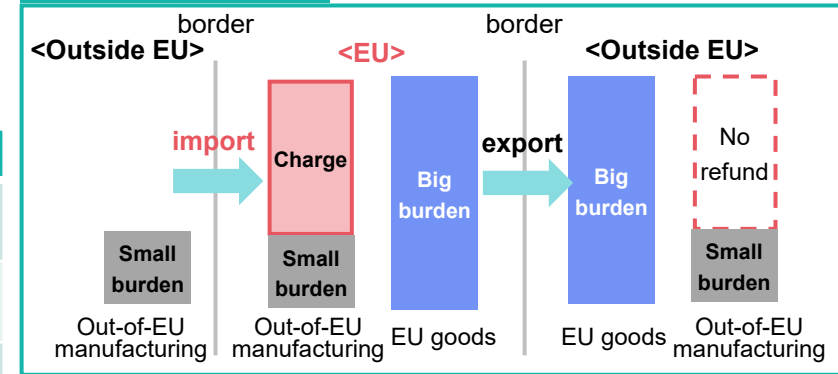 border
border
<Outside EU>
<EU>
<Outside EU>
import
Charge
export
No
refund
Big
burden
Big
burden
Small
burden
Small
burden
Small
burden
Out-of-EU
manufacturing
Out-of-EU
manufacturing
EU goods
EU goods
Out-of-EU
manufacturing